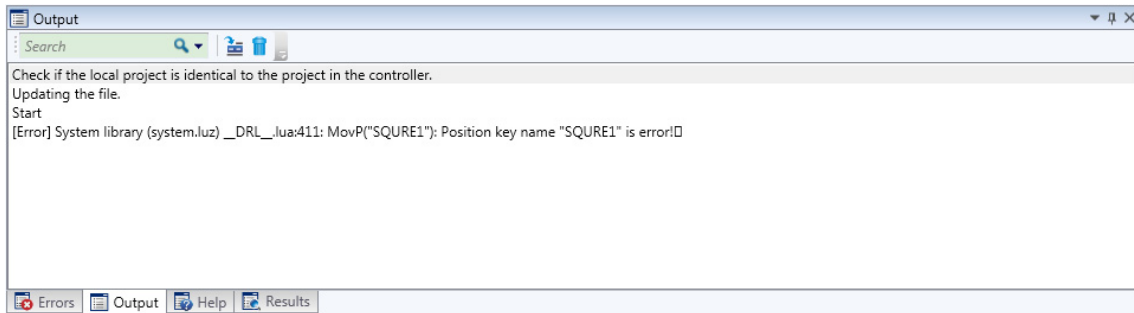 Output
Search
Check if the local project is identical to the project in the controller.
Updating the file.
Start
[Error] System library (system.luz) __DRL__.lua:411: MovP("SQURE1"): Position key name "SQURE1" is error!▯
Errors Output Help Results